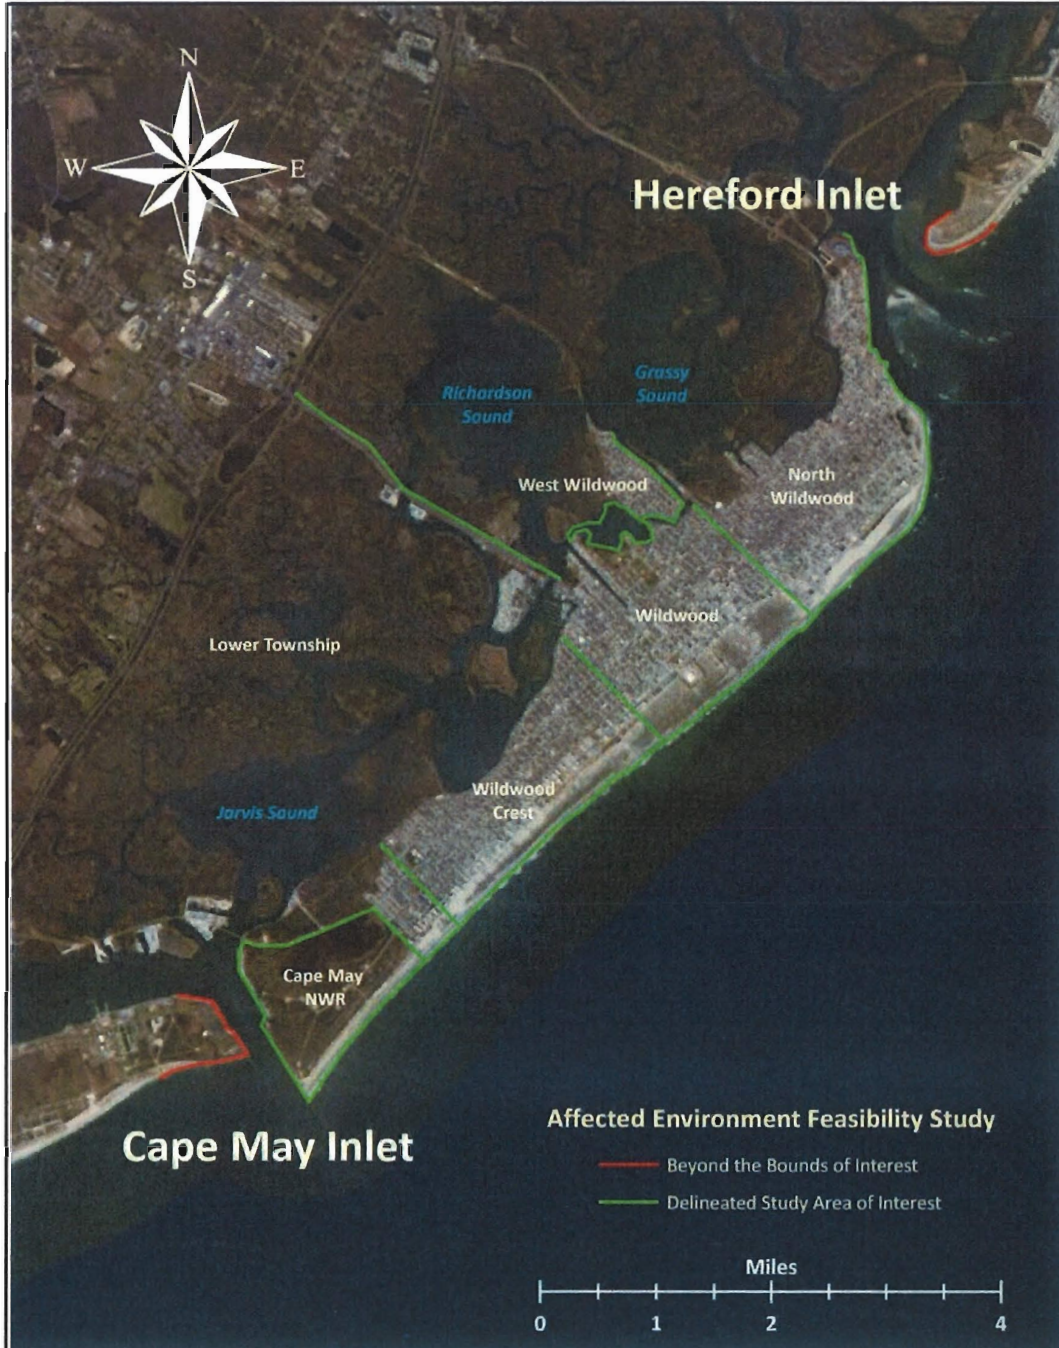 N
W
E
S
Hereford Inlet
Richardson
Sound
Grassy
Sound
West Wildwood
North
Wildwood
Wildwood
Lower Township
Wildwood
Crest
Jarvis Sound
Cape May
NWR
Cape May Inlet
Affected Environment Feasibility Study
Beyond the Bounds of Interest
Delineated Study Area of Interest
Miles
0 1 2 4